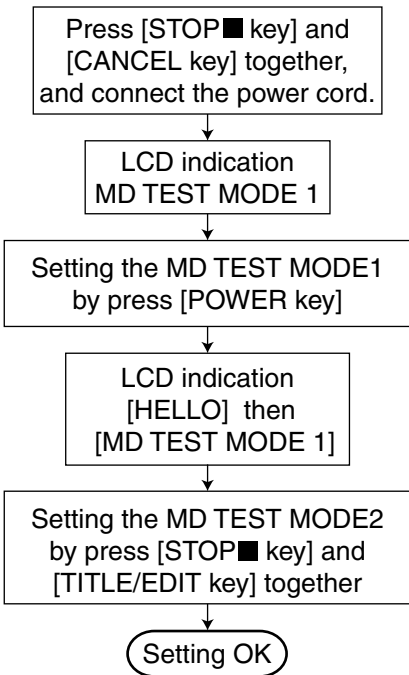 Press [STOP■ key] and
[CANCEL key] together,
and connect the power cord.
LCD indication
MD TEST MODE 1
Setting the MD TEST MODE1
by press [POWER key]
LCD indication
[HELLO] then
[MD TEST MODE 1]
Setting the MD TEST MODE2
by press [STOP■ key] and
[TITLE/EDIT key] together
Setting OK